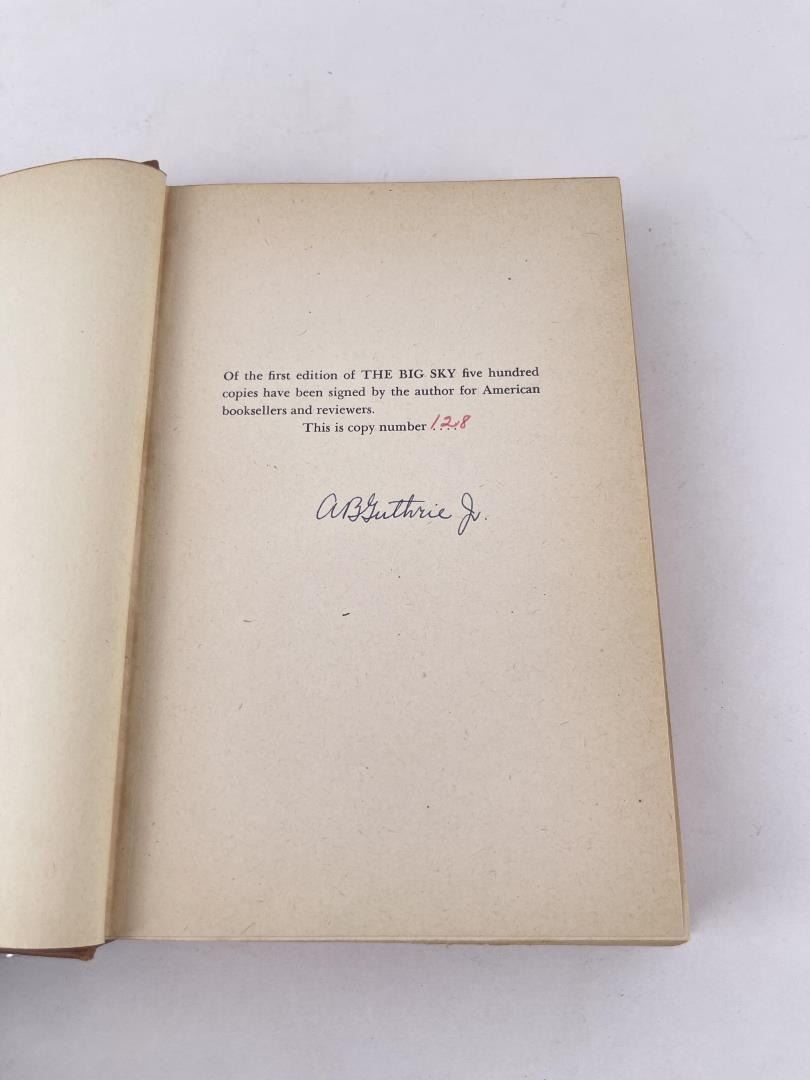 Of the first edition of THE BIG SKY five hundred
copies have been signed by the author for American
booksellers and reviewers.
This is copy number 128
A B Guthrie Jr.